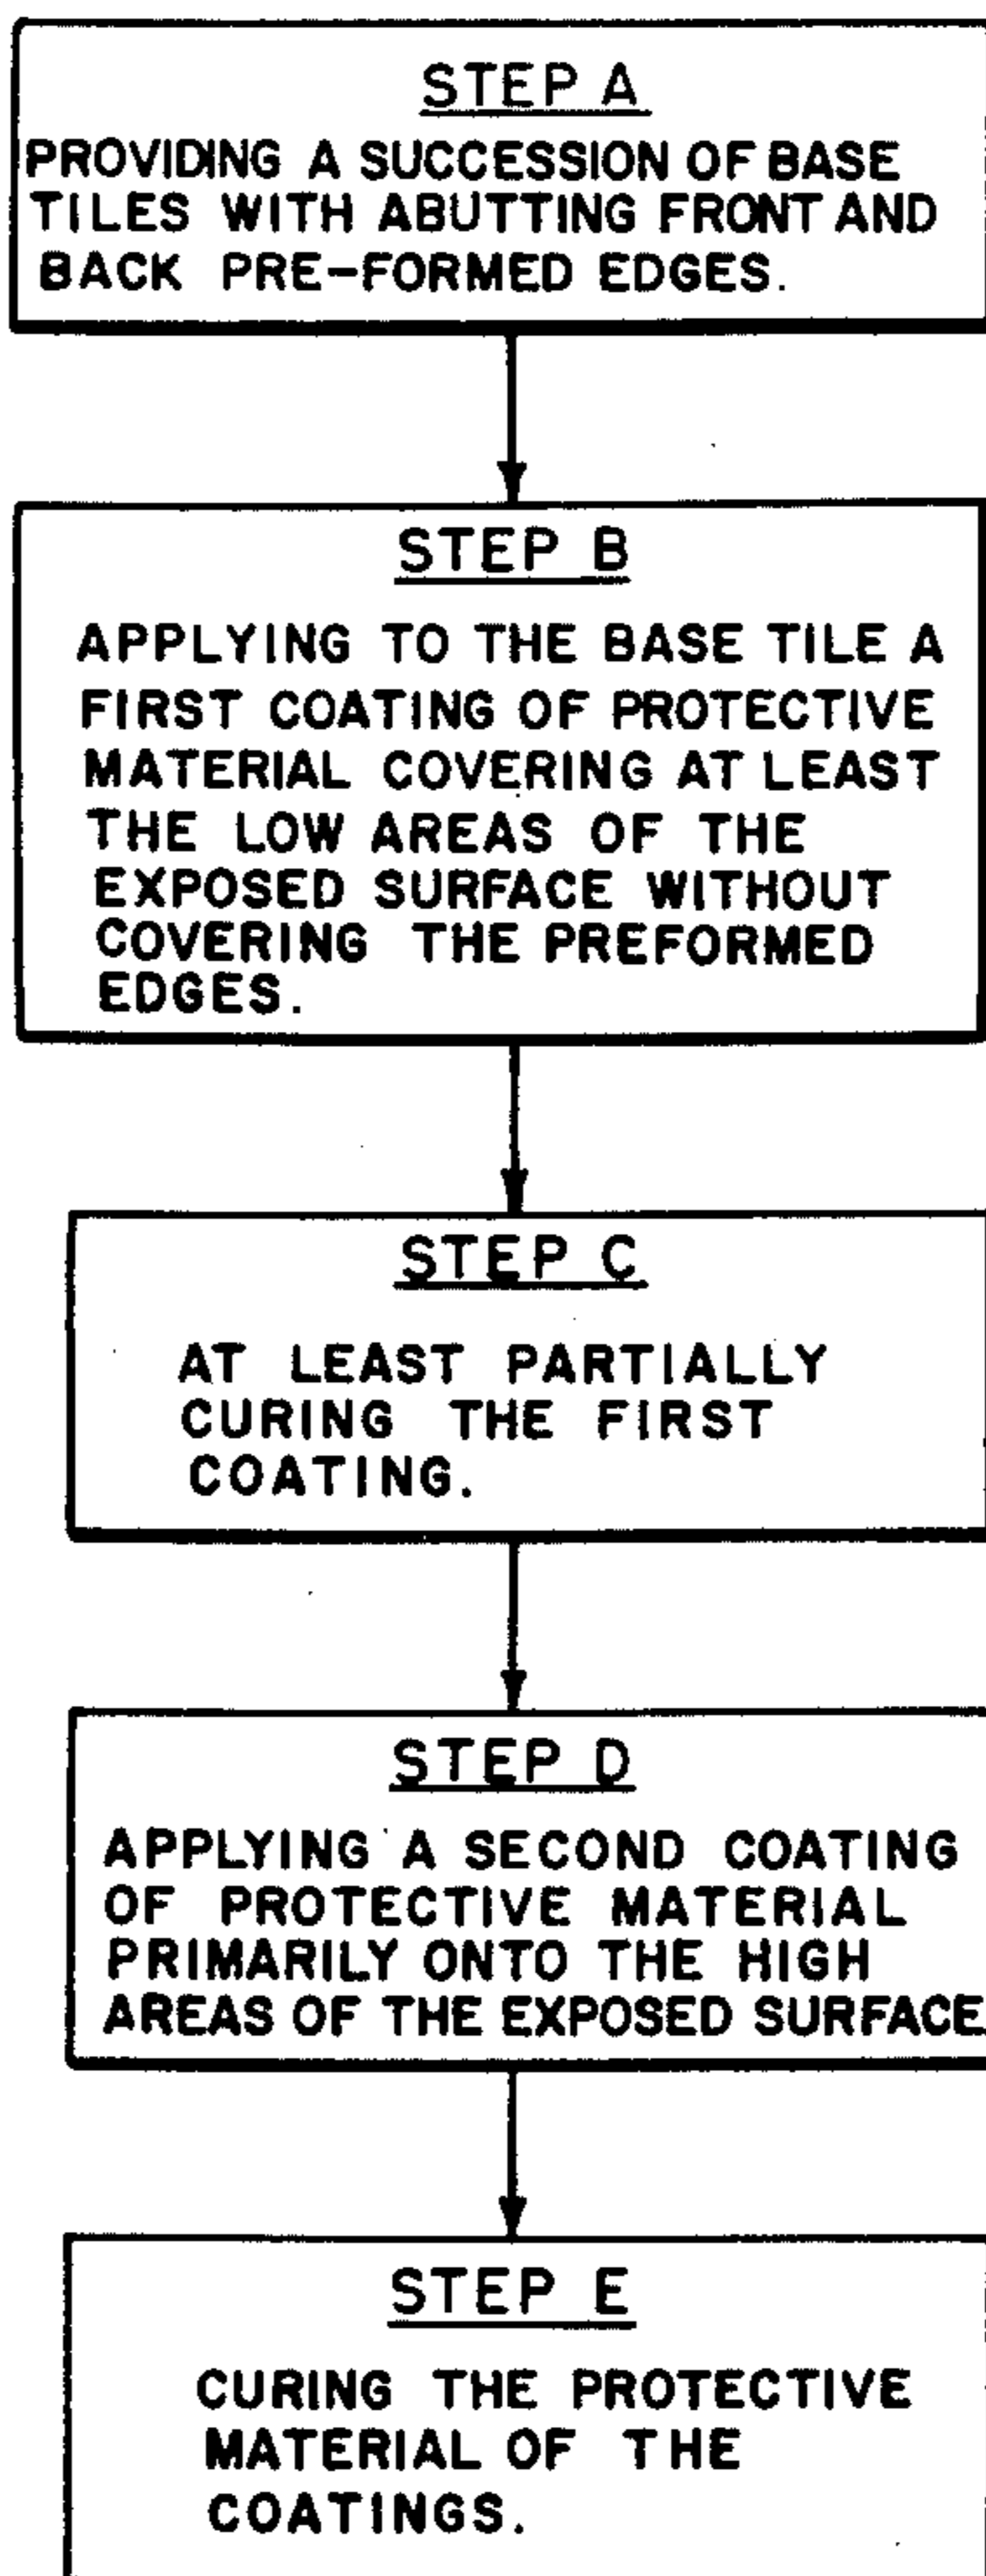 STEP A
PROVIDING A SUCCESSION OF BASE
TILES WITH ABUTTING FRONT AND
BACK PRE-FORMED EDGES.
STEP B
APPLYING TO THE BASE TILE A
FIRST COATING OF PROTECTIVE
MATERIAL COVERING AT LEAST
THE LOW AREAS OF THE
EXPOSED SURFACE WITHOUT
COVERING THE PREFORMED
EDGES.
STEP C
AT LEAST PARTIALLY
CURING THE FIRST
COATING.
STEP D
APPLYING A SECOND COATING
OF PROTECTIVE MATERIAL
PRIMARILY ONTO THE HIGH
AREAS OF THE EXPOSED SURFACE.
STEP E
CURING THE PROTECTIVE
MATERIAL OF THE
COATINGS.